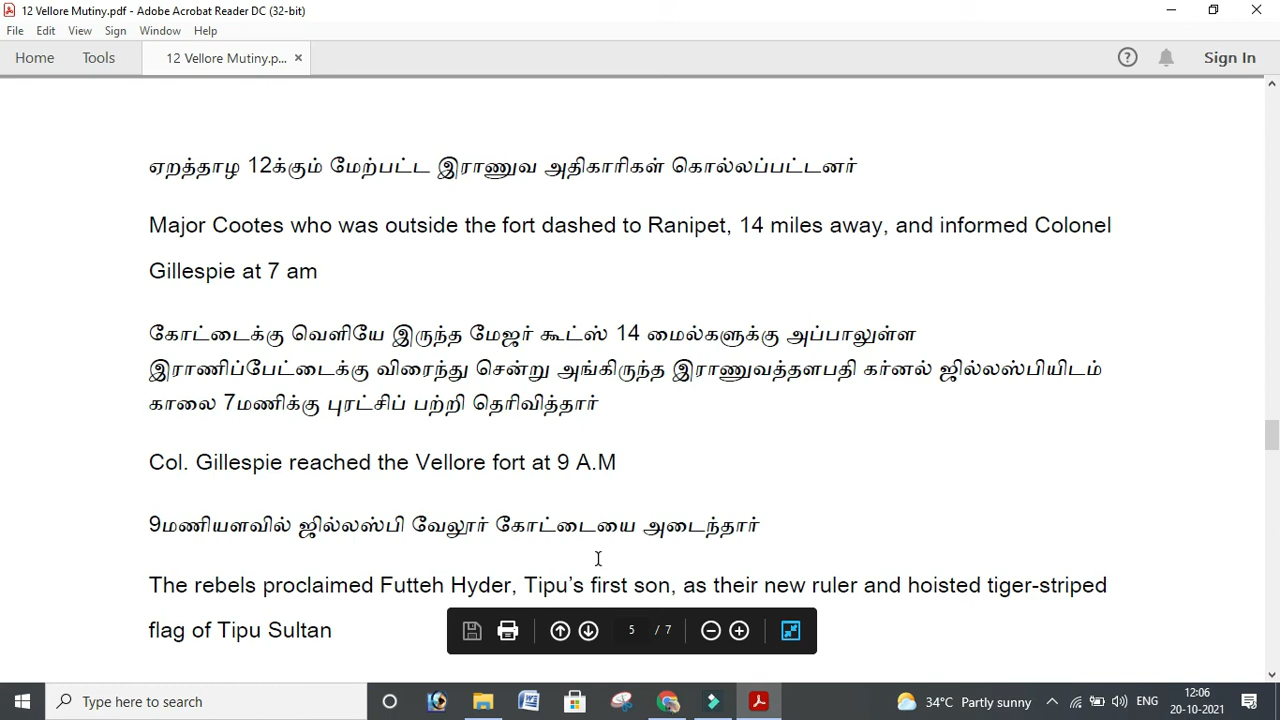 12 Vellore Mutiny.pdf - Adobe Acrobat Reader DC (32-bit)
File Edit View Sign Window Help
Home Tools 12 Vellore Mutiny.p... × Sign In
ஏறத்தாழ 12க்கும் மேற்பட்ட இராணுவ அதிகாரிகள் கொல்லப்பட்டனர்
Major Cootes who was outside the fort dashed to Ranipet, 14 miles away, and informed Colonel
Gillespie at 7 am
கோட்டைக்கு வெளியே இருந்த மேஜர் கூட்ஸ் 14 மைல்களுக்கு அப்பாலுள்ள
இராணிப்பேட்டைக்கு விரைந்து சென்று அங்கிருந்த இராணுவத்தளபதி கர்னல் ஜில்லஸ்பியிடம்
காலை 7மணிக்கு புரட்சிப் பற்றி தெரிவித்தார்
Col. Gillespie reached the Vellore fort at 9 A.M
9மணியளவில் ஜில்லஸ்பி வேலூர் கோட்டையை அடைந்தார்
The rebels proclaimed Futteh Hyder, Tipu’s first son, as their new ruler and hoisted tiger-striped
flag of Tipu Sultan
5 / 7
Type here to search
34°C Partly sunny
ENG
12:06
20-10-2021